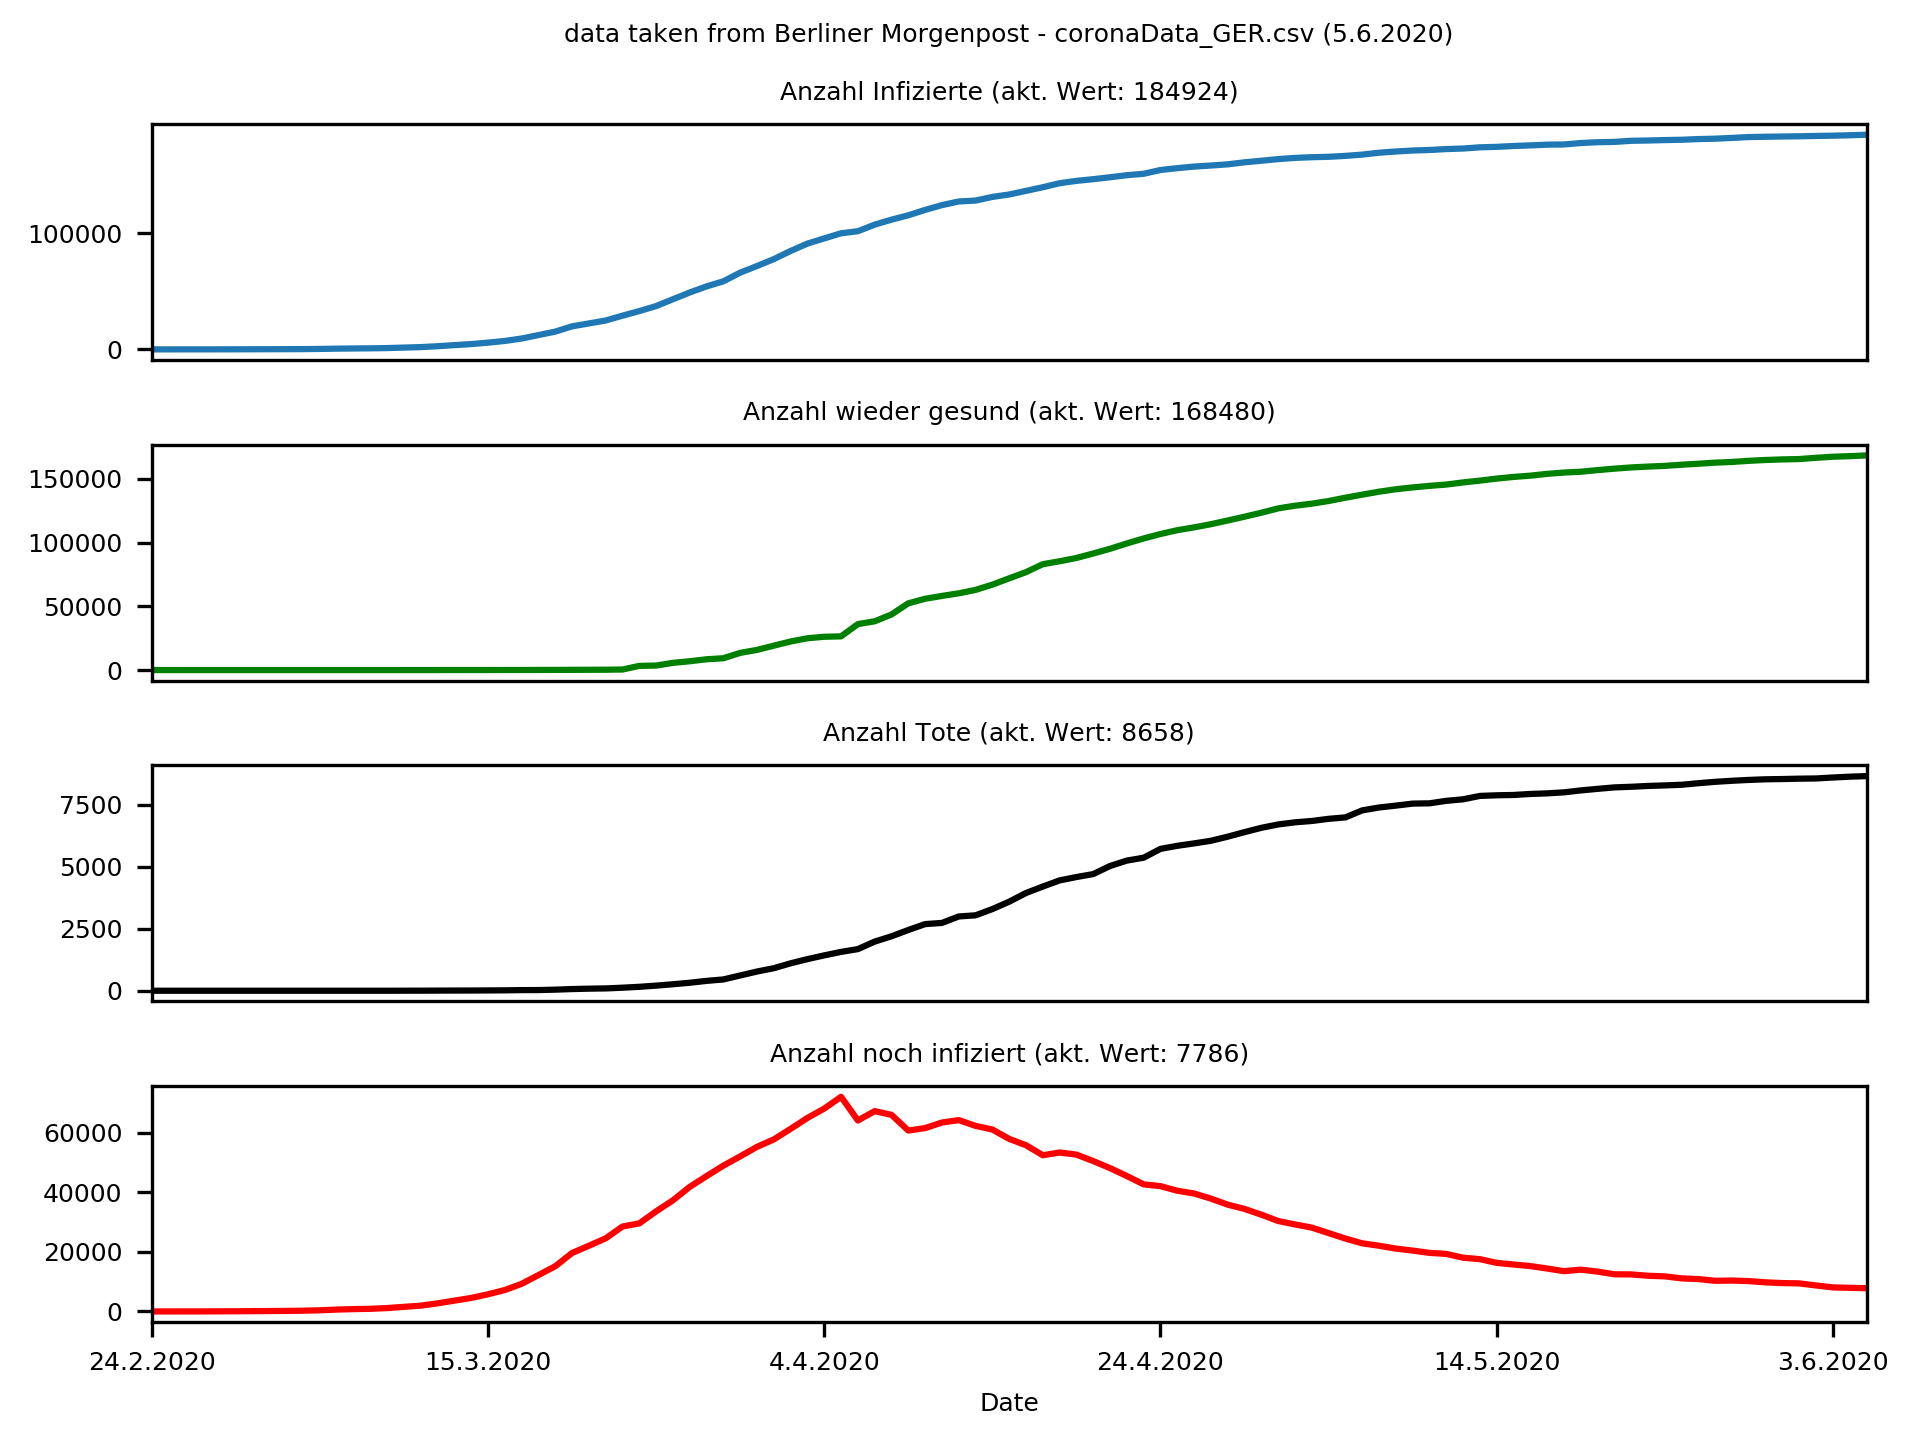 data taken from Berliner Morgenpost - coronaData_GER.csv (5.6.2020)
Anzahl Infizierte (akt. Wert: 184924)
100000
0
Anzahl wieder gesund (akt. Wert: 168480)
150000
100000
50000
0
Anzahl Tote (akt. Wert: 8658)
7500
5000
2500
0
Anzahl noch infiziert (akt. Wert: 7786)
60000
40000
20000
0
24.2.2020 15.3.2020 4.4.2020 24.4.2020 14.5.2020 3.6.2020
Date